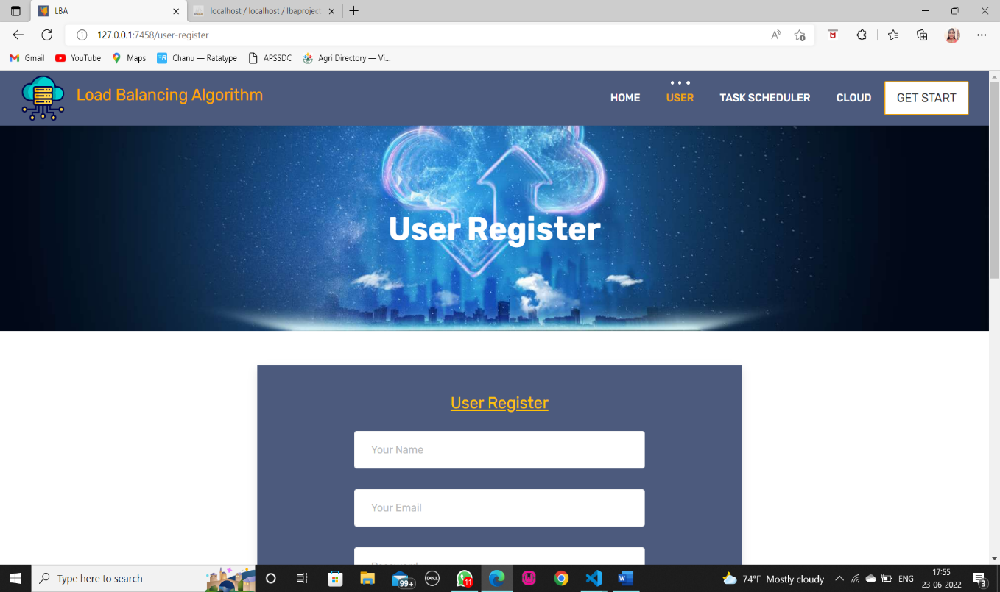 LBA
localhost / localhost / lbaproject
127.0.0.1:7458/user-register
Gmail YouTube Maps Chanu — Ratatype APSSDC Agri Directory — Vi...
Load Balancing Algorithm
HOME USER TASK SCHEDULER CLOUD GET START
User Register
User Register
Your Name
Your Email
Password
Type here to search
99+
DELL
11
74°F Mostly cloudy
ENG
17:55
23-06-2022
3